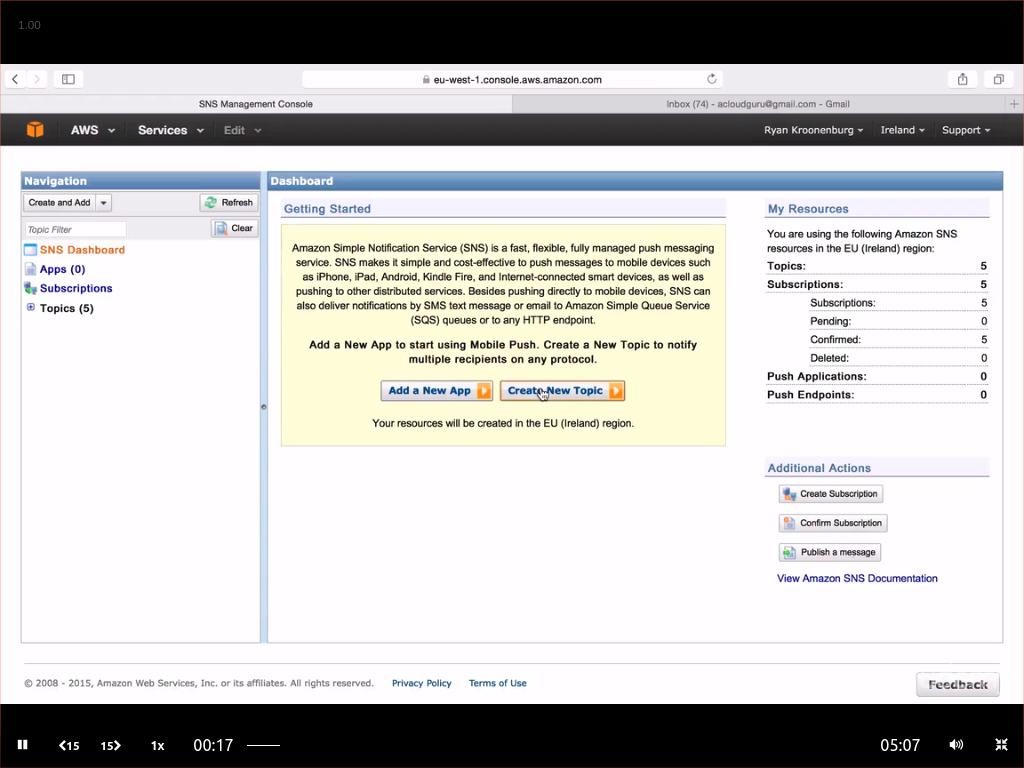 1.00
eu-west-1.console.aws.amazon.com
SNS Management Console
Inbox (74) - acloudguru@gmail.com - Gmail
AWS
Services
Edit
Ryan Kroonenburg
Ireland
Support
Navigation
Create and Add
Refresh
Topic Filter
Clear
SNS Dashboard
Apps (0)
Subscriptions
Topics (5)
Dashboard
Getting Started
Amazon Simple Notification Service (SNS) is a fast, flexible, fully managed push messaging
service. SNS makes it simple and cost-effective to push messages to mobile devices such
as iPhone, iPad, Android, Kindle Fire, and Internet-connected smart devices, as well as
pushing to other distributed services. Besides pushing directly to mobile devices, SNS can
also deliver notifications by SMS text message or email to Amazon Simple Queue Service
(SQS) queues or to any HTTP endpoint.
Add a New App to start using Mobile Push. Create a New Topic to notify
multiple recipients on any protocol.
Add a New App
Create New Topic
Your resources will be created in the EU (Ireland) region.
My Resources
You are using the following Amazon SNS
resources in the EU (Ireland) region:
Topics: 5
Subscriptions: 5
Subscriptions: 5
Pending: 0
Confirmed: 5
Deleted: 0
Push Applications: 0
Push Endpoints: 0
Additional Actions
Create Subscription
Confirm Subscription
Publish a message
View Amazon SNS Documentation
© 2008 - 2015, Amazon Web Services, Inc. or its affiliates. All rights reserved.
Privacy Policy
Terms of Use
Feedback
15
15
1x
00:17
05:07